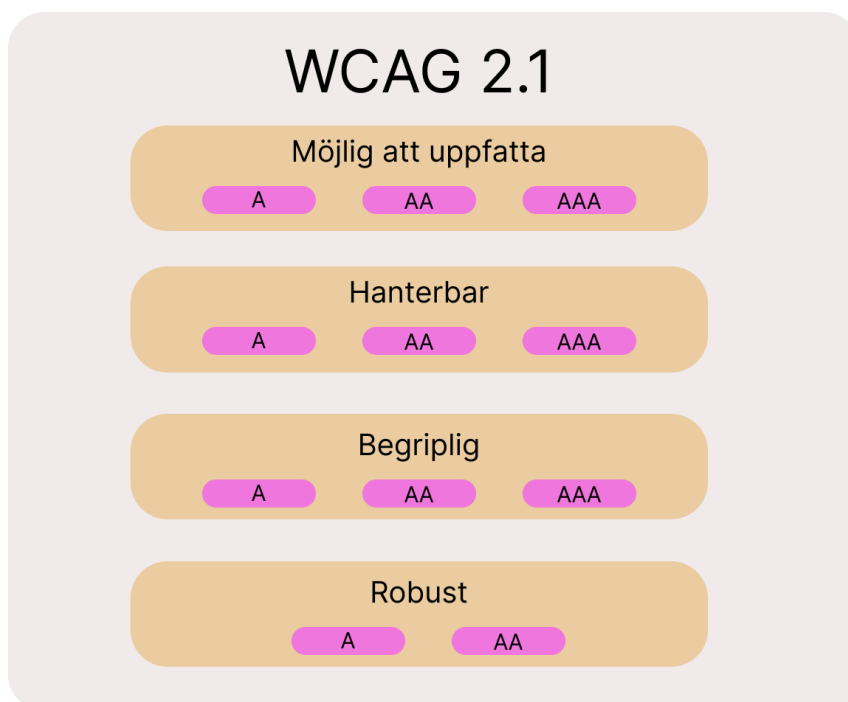 WCAG 2.1
Möjlig att uppfatta
A AA AAA
Hanterbar
A AA AAA
Begriplig
A AA AAA
Robust
A AA